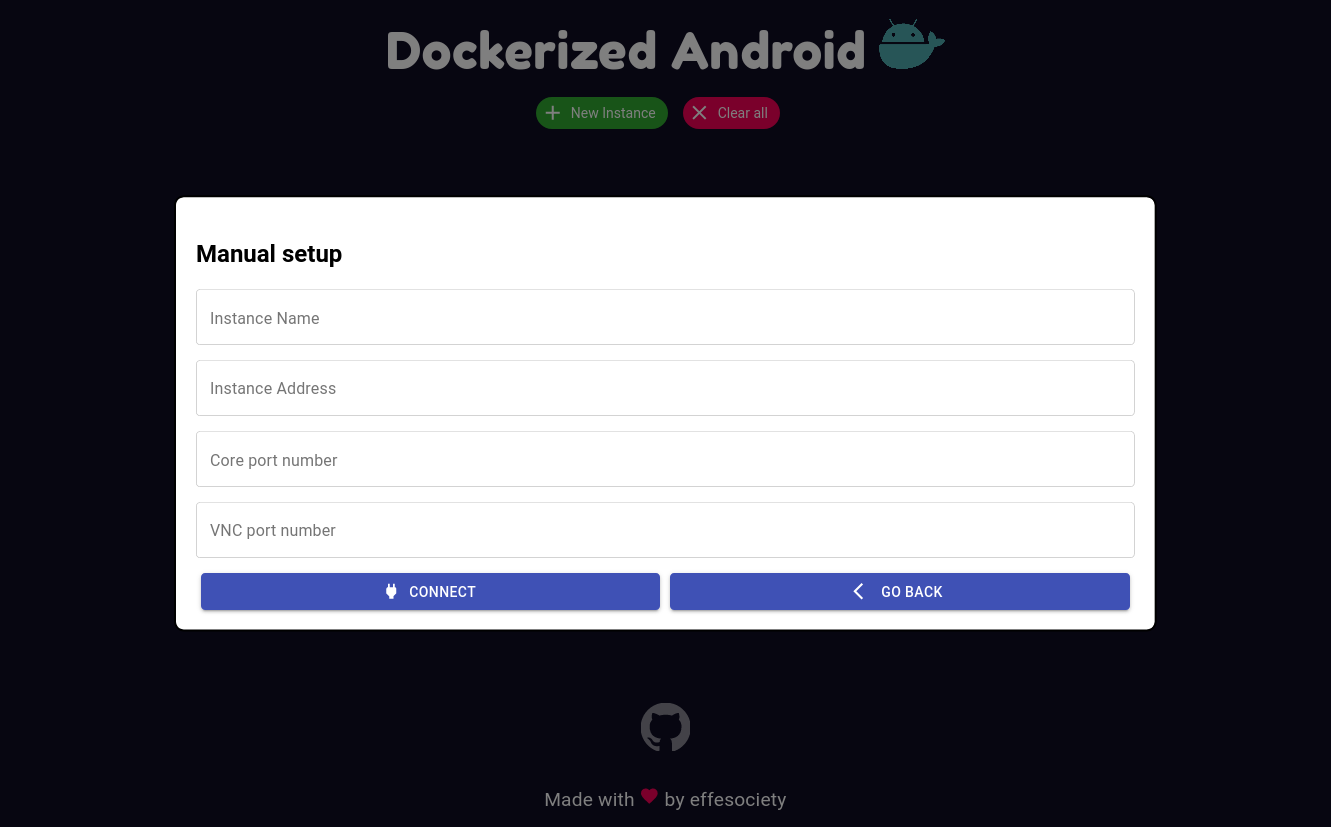 Dockerized Android
New Instance
Clear all
Manual setup
Instance Name
Instance Address
Core port number
VNC port number
CONNECT
GO BACK
Made with by effesociety